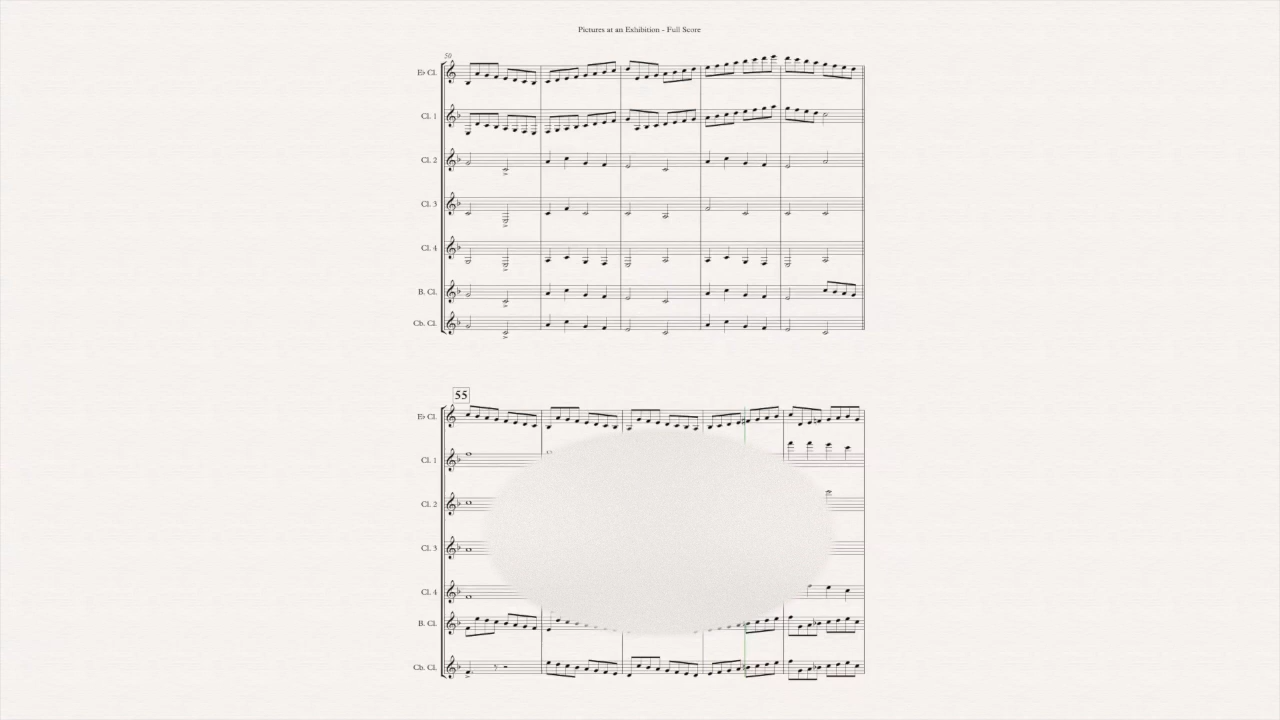 Pictures at an Exhibition - Full Score
50
E♭ Cl.
Cl. 1
Cl. 2
Cl. 3
Cl. 4
B. Cl.
Cb. Cl.
55
E♭ Cl.
Cl. 1
Cl. 2
Cl. 3
Cl. 4
B. Cl.
Cb. Cl.